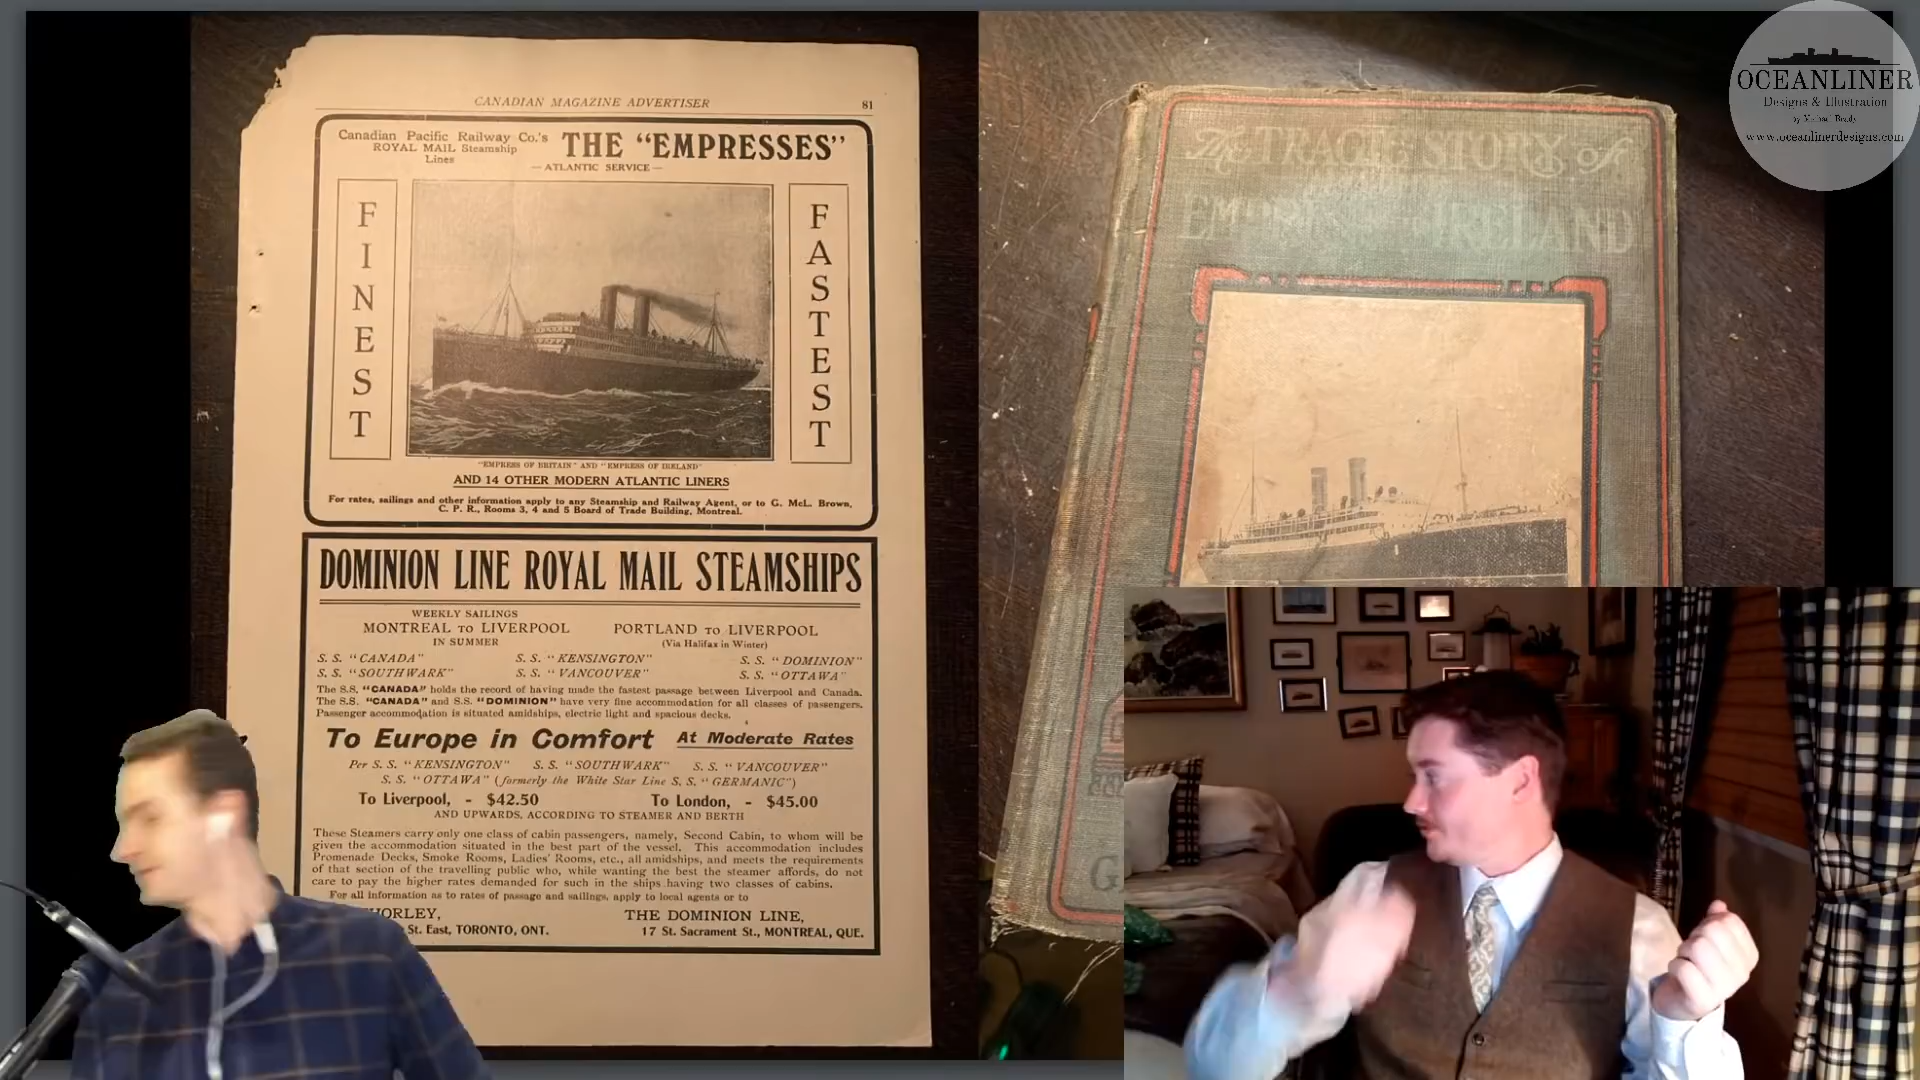 CANADIAN MAGAZINE ADVERTISER 81
Canadian Pacific Railway Co.'s
ROYAL MAIL Steamship
Lines
THE "EMPRESSES"
— ATLANTIC SERVICE —
FINEST
FASTEST
"EMPRESS OF BRITAIN" AND "EMPRESS OF IRELAND"
AND 14 OTHER MODERN ATLANTIC LINERS
For rates, sailings and other information apply to any Steamship and Railway Agent, or to G. McL. Brown,
C. P. R., Rooms 3, 4 and 5 Board of Trade Building, Montreal.
DOMINION LINE ROYAL MAIL STEAMSHIPS
WEEKLY SAILINGS
MONTREAL to LIVERPOOL
IN SUMMER
PORTLAND to LIVERPOOL
(Via Halifax in Winter)
S. S. "CANADA" S. S. "KENSINGTON" S. S. "DOMINION"
S. S. "SOUTHWARK" S. S. "VANCOUVER" S. S. "OTTAWA"
The S.S. "CANADA" holds the record of having made the fastest passage between Liverpool and Canada.
The S.S. "CANADA" and S.S. "DOMINION" have very fine accommodation for all classes of passengers.
Passenger accommodation is situated amidships, electric light and spacious decks.
To Europe in Comfort At Moderate Rates
Per S. S. "KENSINGTON" S. S. "SOUTHWARK" S. S. "VANCOUVER"
S. S. "OTTAWA" (formerly the White Star Line S. S. "GERMANIC")
To Liverpool, - $42.50 To London, - $45.00
AND UPWARDS, ACCORDING TO STEAMER AND BERTH
These Steamers carry only one class of cabin passengers, namely, Second Cabin, to whom will be
given the accommodation situated in the best part of the vessel. This accommodation includes
Promenade Decks, Smoke Rooms, Ladies' Rooms, etc., all amidships, and meets the requirements
of that section of the travelling public who, while wanting the best the steamer affords, do not
care to pay the higher rates demanded for such in the ships having two classes of cabins.
For all information as to rates of passage and sailings, apply to local agents or to
HORLEY, THE DOMINION LINE,
St. East, TORONTO, ONT. 17 St. Sacrament St., MONTREAL, QUE.
The TRAGIC STORY of
EMPRESS IRELAND
OCEANLINER
Designs & Illustration
by Michael Brady
www.oceanlinerdesigns.com